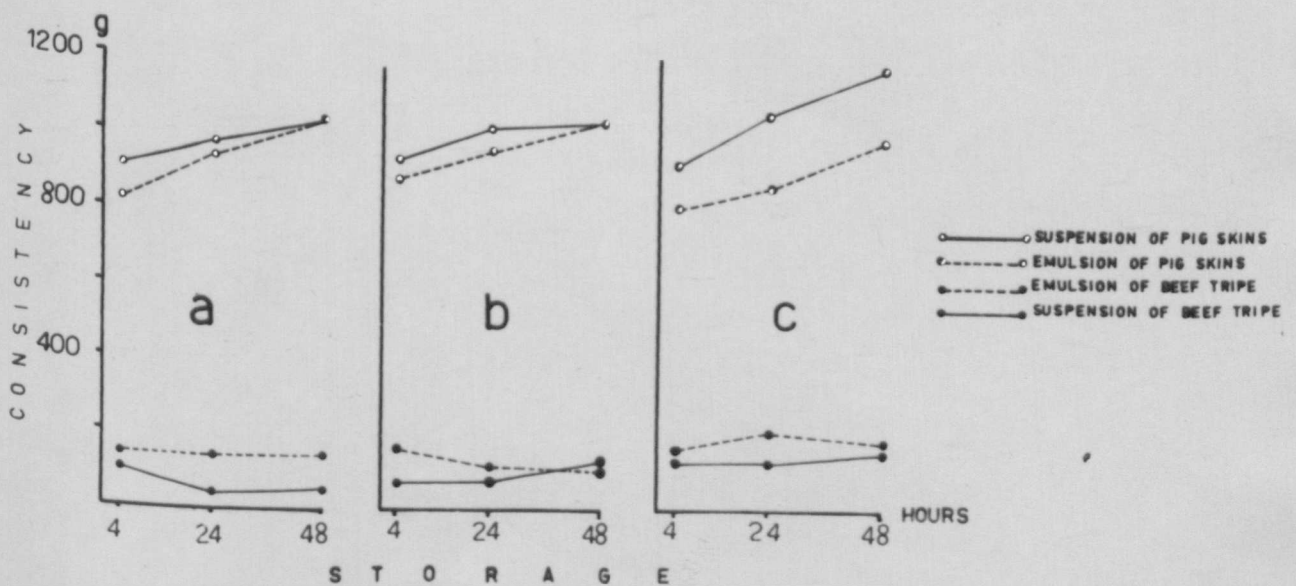 g
1200
800
400
CONSISTENCY
a
b
c
SUSPENSION OF PIG SKINS
EMULSION OF PIG SKINS
EMULSION OF BEEF TRIPE
SUSPENSION OF BEEF TRIPE
4 24 48 4 24 48 4 24 48 HOURS
STORAGE